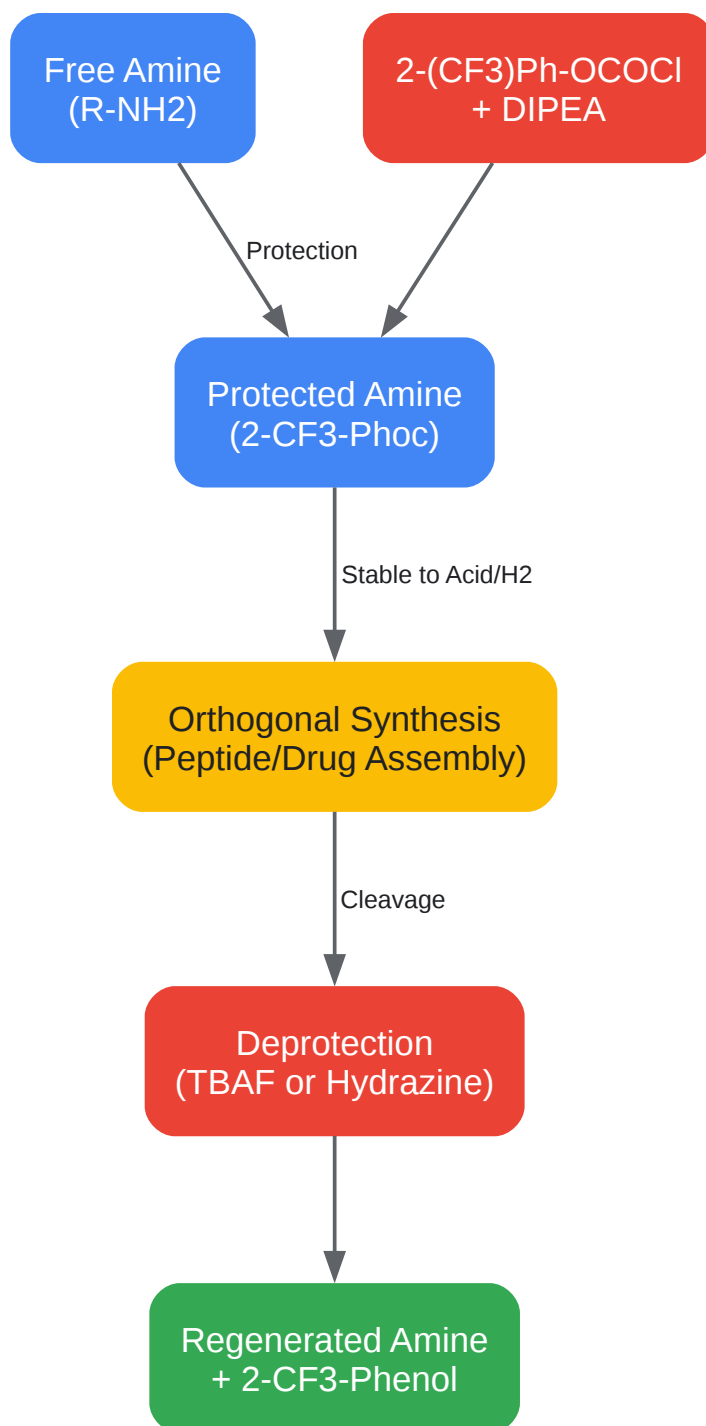 Free Amine
(R-NH2)
2-(CF3)Ph-OCOCl
+ DIPEA
Protection
Protected Amine
(2-CF3-Phoc)
Stable to Acid/H2
Orthogonal Synthesis
(Peptide/Drug Assembly)
Cleavage
Deprotection
(TBAF or Hydrazine)
Regenerated Amine
+ 2-CF3-Phenol